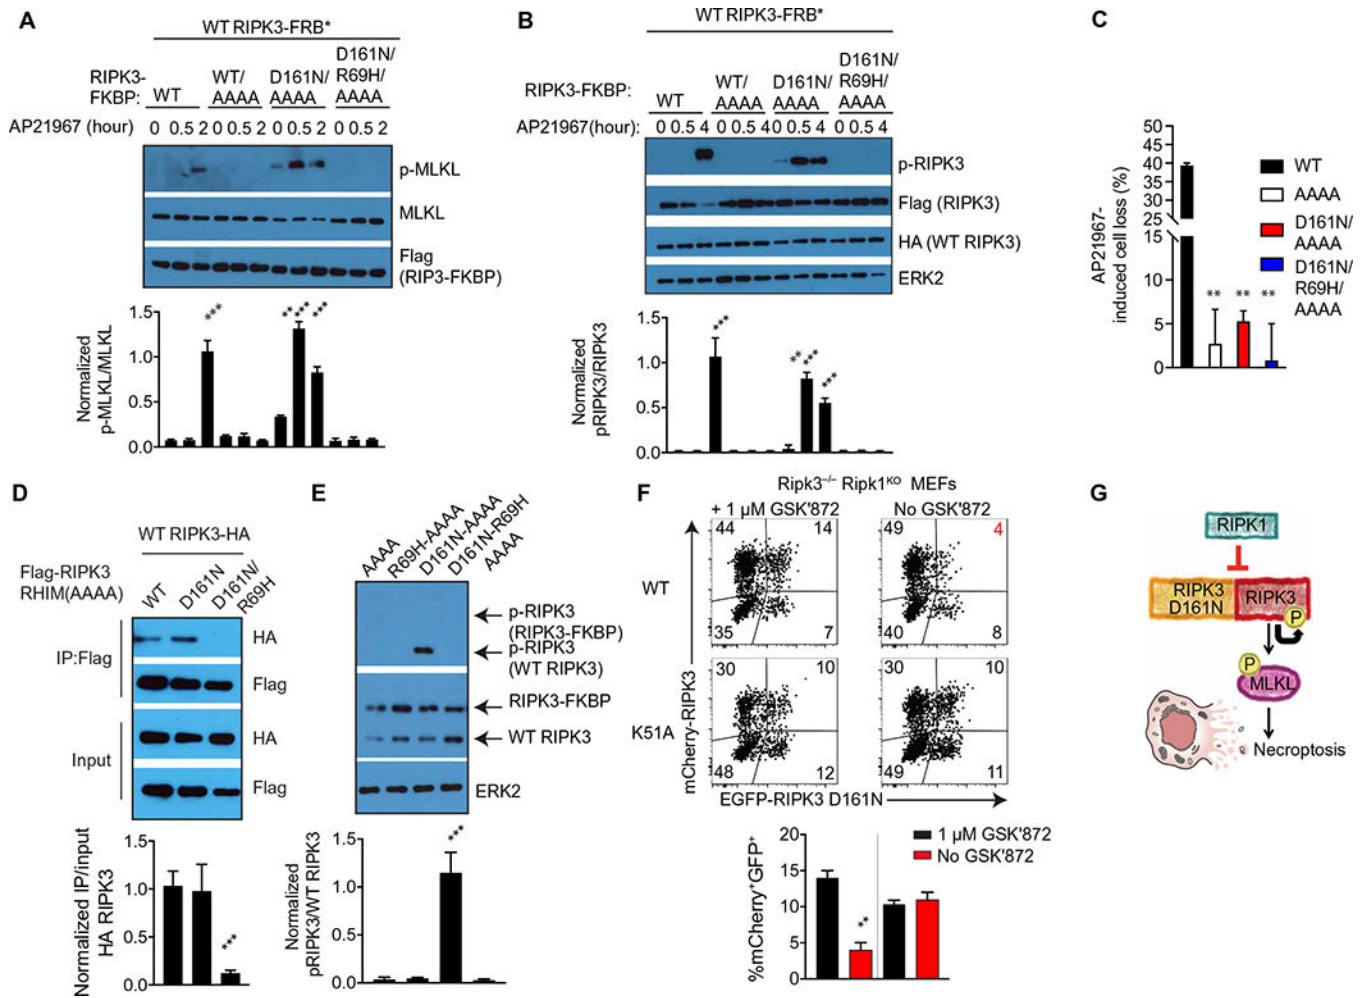 A
WT RIPK3-FRB*
RIPK3-
FKBP:
WT
WT/
AAAA
D161N/
AAAA
D161N/
R69H/
AAAA
AP21967 (hour)
0 0.5 2 0 0.5 2 0 0.5 2 0 0.5 2
p-MLKL
MLKL
Flag
(RIP3-FKBP)
Normalized
p-MLKL/MLKL
1.5
1.0
0.5
0.0
***
** *** ***
B
WT RIPK3-FRB*
RIPK3-FKBP:
WT
WT/
AAAA
D161N/
AAAA
D161N/
R69H/
AAAA
AP21967(hour):
0 0.5 4 0 0.5 4 0 0.5 4 0 0.5 4
p-RIPK3
Flag (RIPK3)
HA (WT RIPK3)
ERK2
Normalized
pRIPK3/RIPK3
1.5
1.0
0.5
0.0
***
** *** ***
C
AP21967-
induced cell loss (%)
50
45
40
35
30
25
15
10
5
0
** ** **
WT
AAAA
D161N/
AAAA
D161N/
R69H/
AAAA
D
WT RIPK3-HA
Flag-RIPK3
RHIM(AAAA)
WT
D161N
D161N/
R69H
IP:Flag
HA
Flag
Input
HA
Flag
Normalized IP/input
HA RIPK3
1.5
1.0
0.5
0.0
***
E
AAAA
R69H-AAAA
D161N-AAAA
D161N-R69H
AAAA
p-RIPK3
(RIPK3-FKBP)
p-RIPK3
(WT RIPK3)
RIPK3-FKBP
WT RIPK3
ERK2
Normalized
pRIPK3/WT RIPK3
1.5
1.0
0.5
0.0
***
F
Ripk3–/– Ripk1KO MEFs
+ 1 µM GSK'872
No GSK'872
WT
44 14
35 7
49 4
40 8
K51A
30 10
48 12
30 10
49 11
mCherry-RIPK3
EGFP-RIPK3 D161N
%mCherry+GFP+
20
15
10
5
0
**
1 µM GSK'872
No GSK'872
G
RIPK1
RIPK3
D161N
RIPK3
P
P
MLKL
Necroptosis